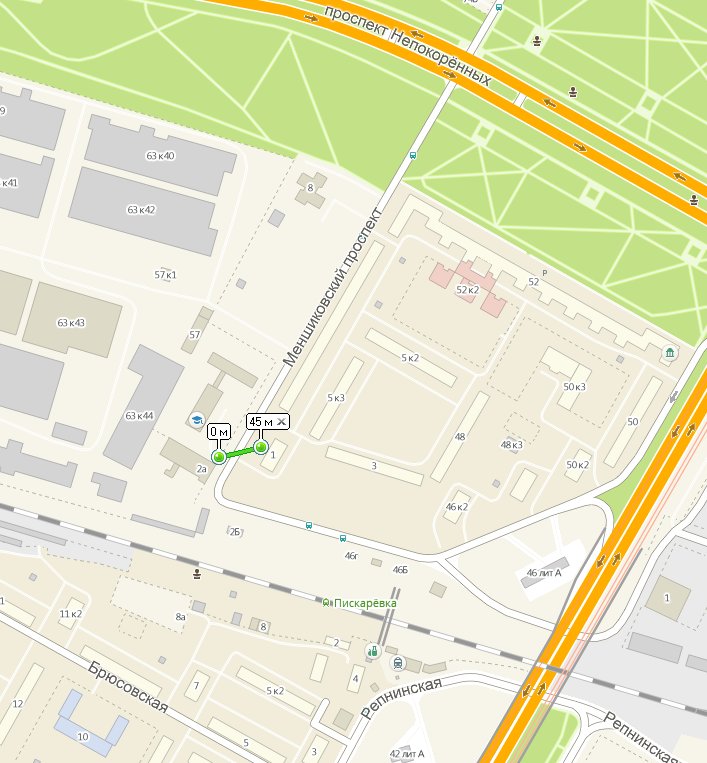 проспект Непокорённых
9
63 к40
к41
63 к42
8
Меншиковский проспект
P
52
52 к2
57 к1
63 к43
57
5 к2
50 к3
5 к3
63 к44
50
0 м
45 м
48
48 к3
1
3
50 к2
2а
46 к2
2Б
46г
46Б
46 лит А
Пискарёвка
1
1
11 к2
8а
8
2
Брюсовская
7
4
5 к2
Репнинская
12
10
5
3
42 лит А
Репнинская